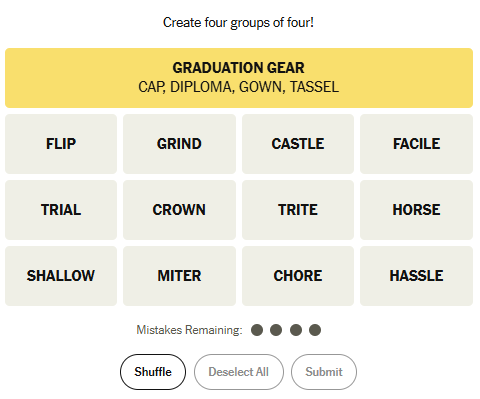 Create four groups of four!
GRADUATION GEAR
CAP, DIPLOMA, GOWN, TASSEL
FLIP GRIND CASTLE FACILE
TRIAL CROWN TRITE HORSE
SHALLOW MITER CHORE HASSLE
Mistakes Remaining:
Shuffle Deselect All Submit